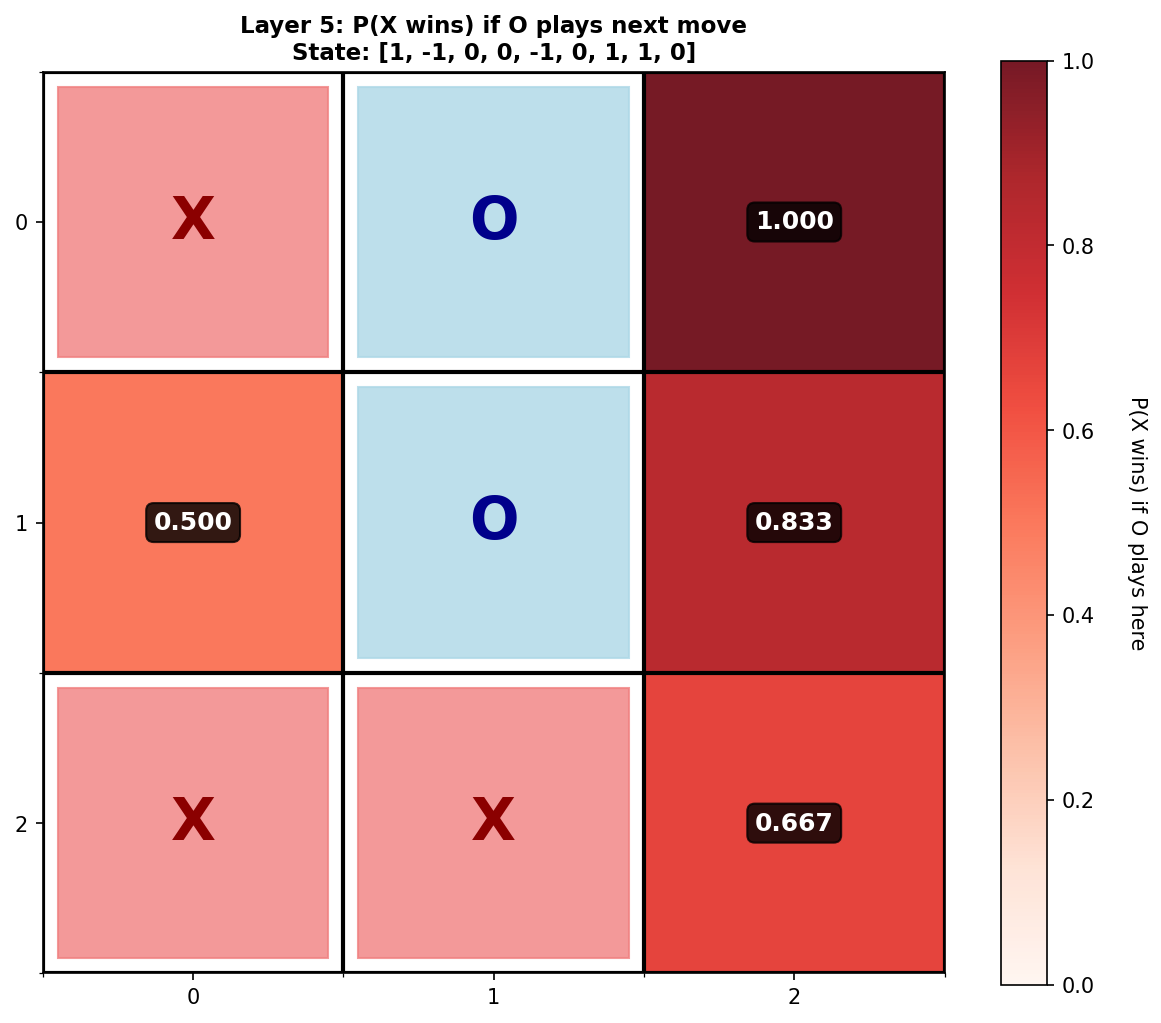 Layer 5: P(X wins) if O plays next move
State: [1, -1, 0, 0, -1, 0, 1, 1, 0]
0
X
O
1.000
1
0.500
O
0.833
2
X
X
0.667
0
1
2
1.0
0.8
0.6
0.4
0.2
0.0
P(X wins) if O plays here